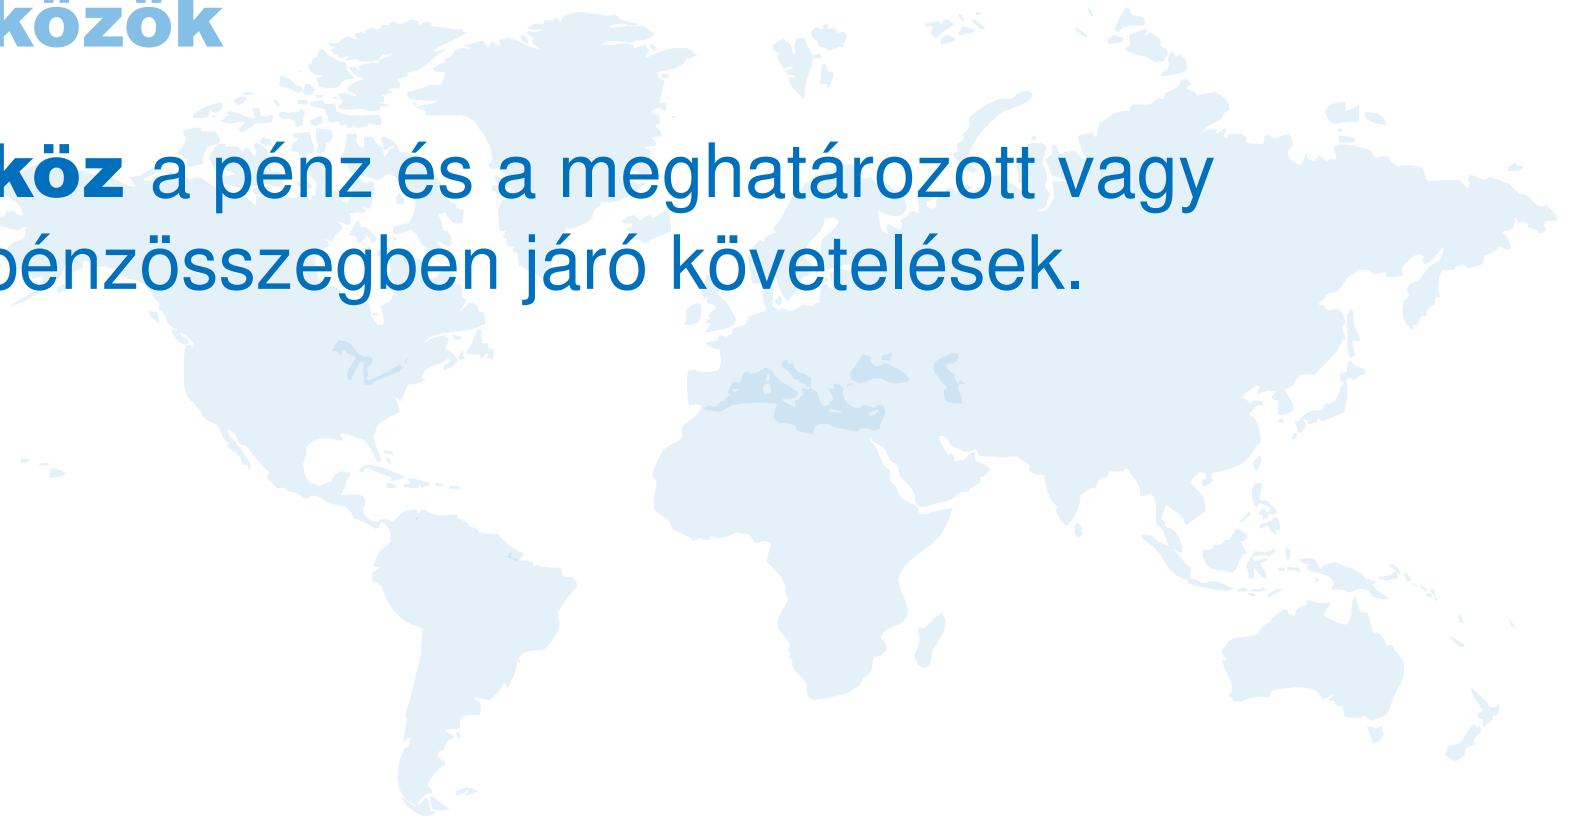 közök
köz a pénz és a meghatározott vagy
pénzösszegben járó követelések.